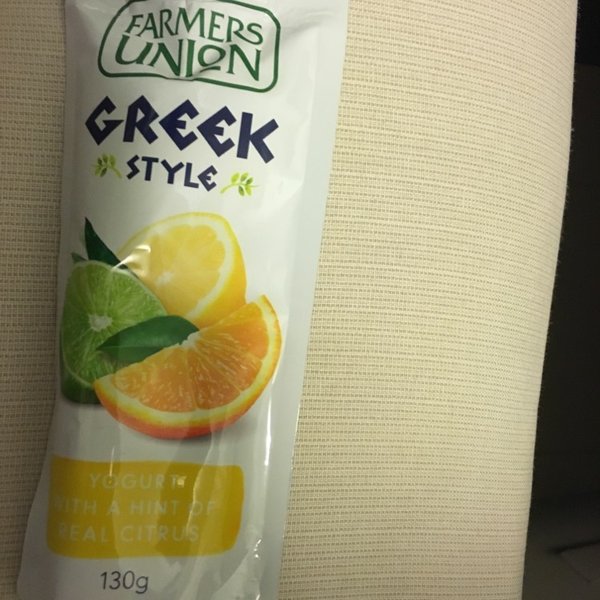 FARMERS
UNION
GREEK
STYLE
YOGURT
WITH A HINT OF
REAL CITRUS
130g